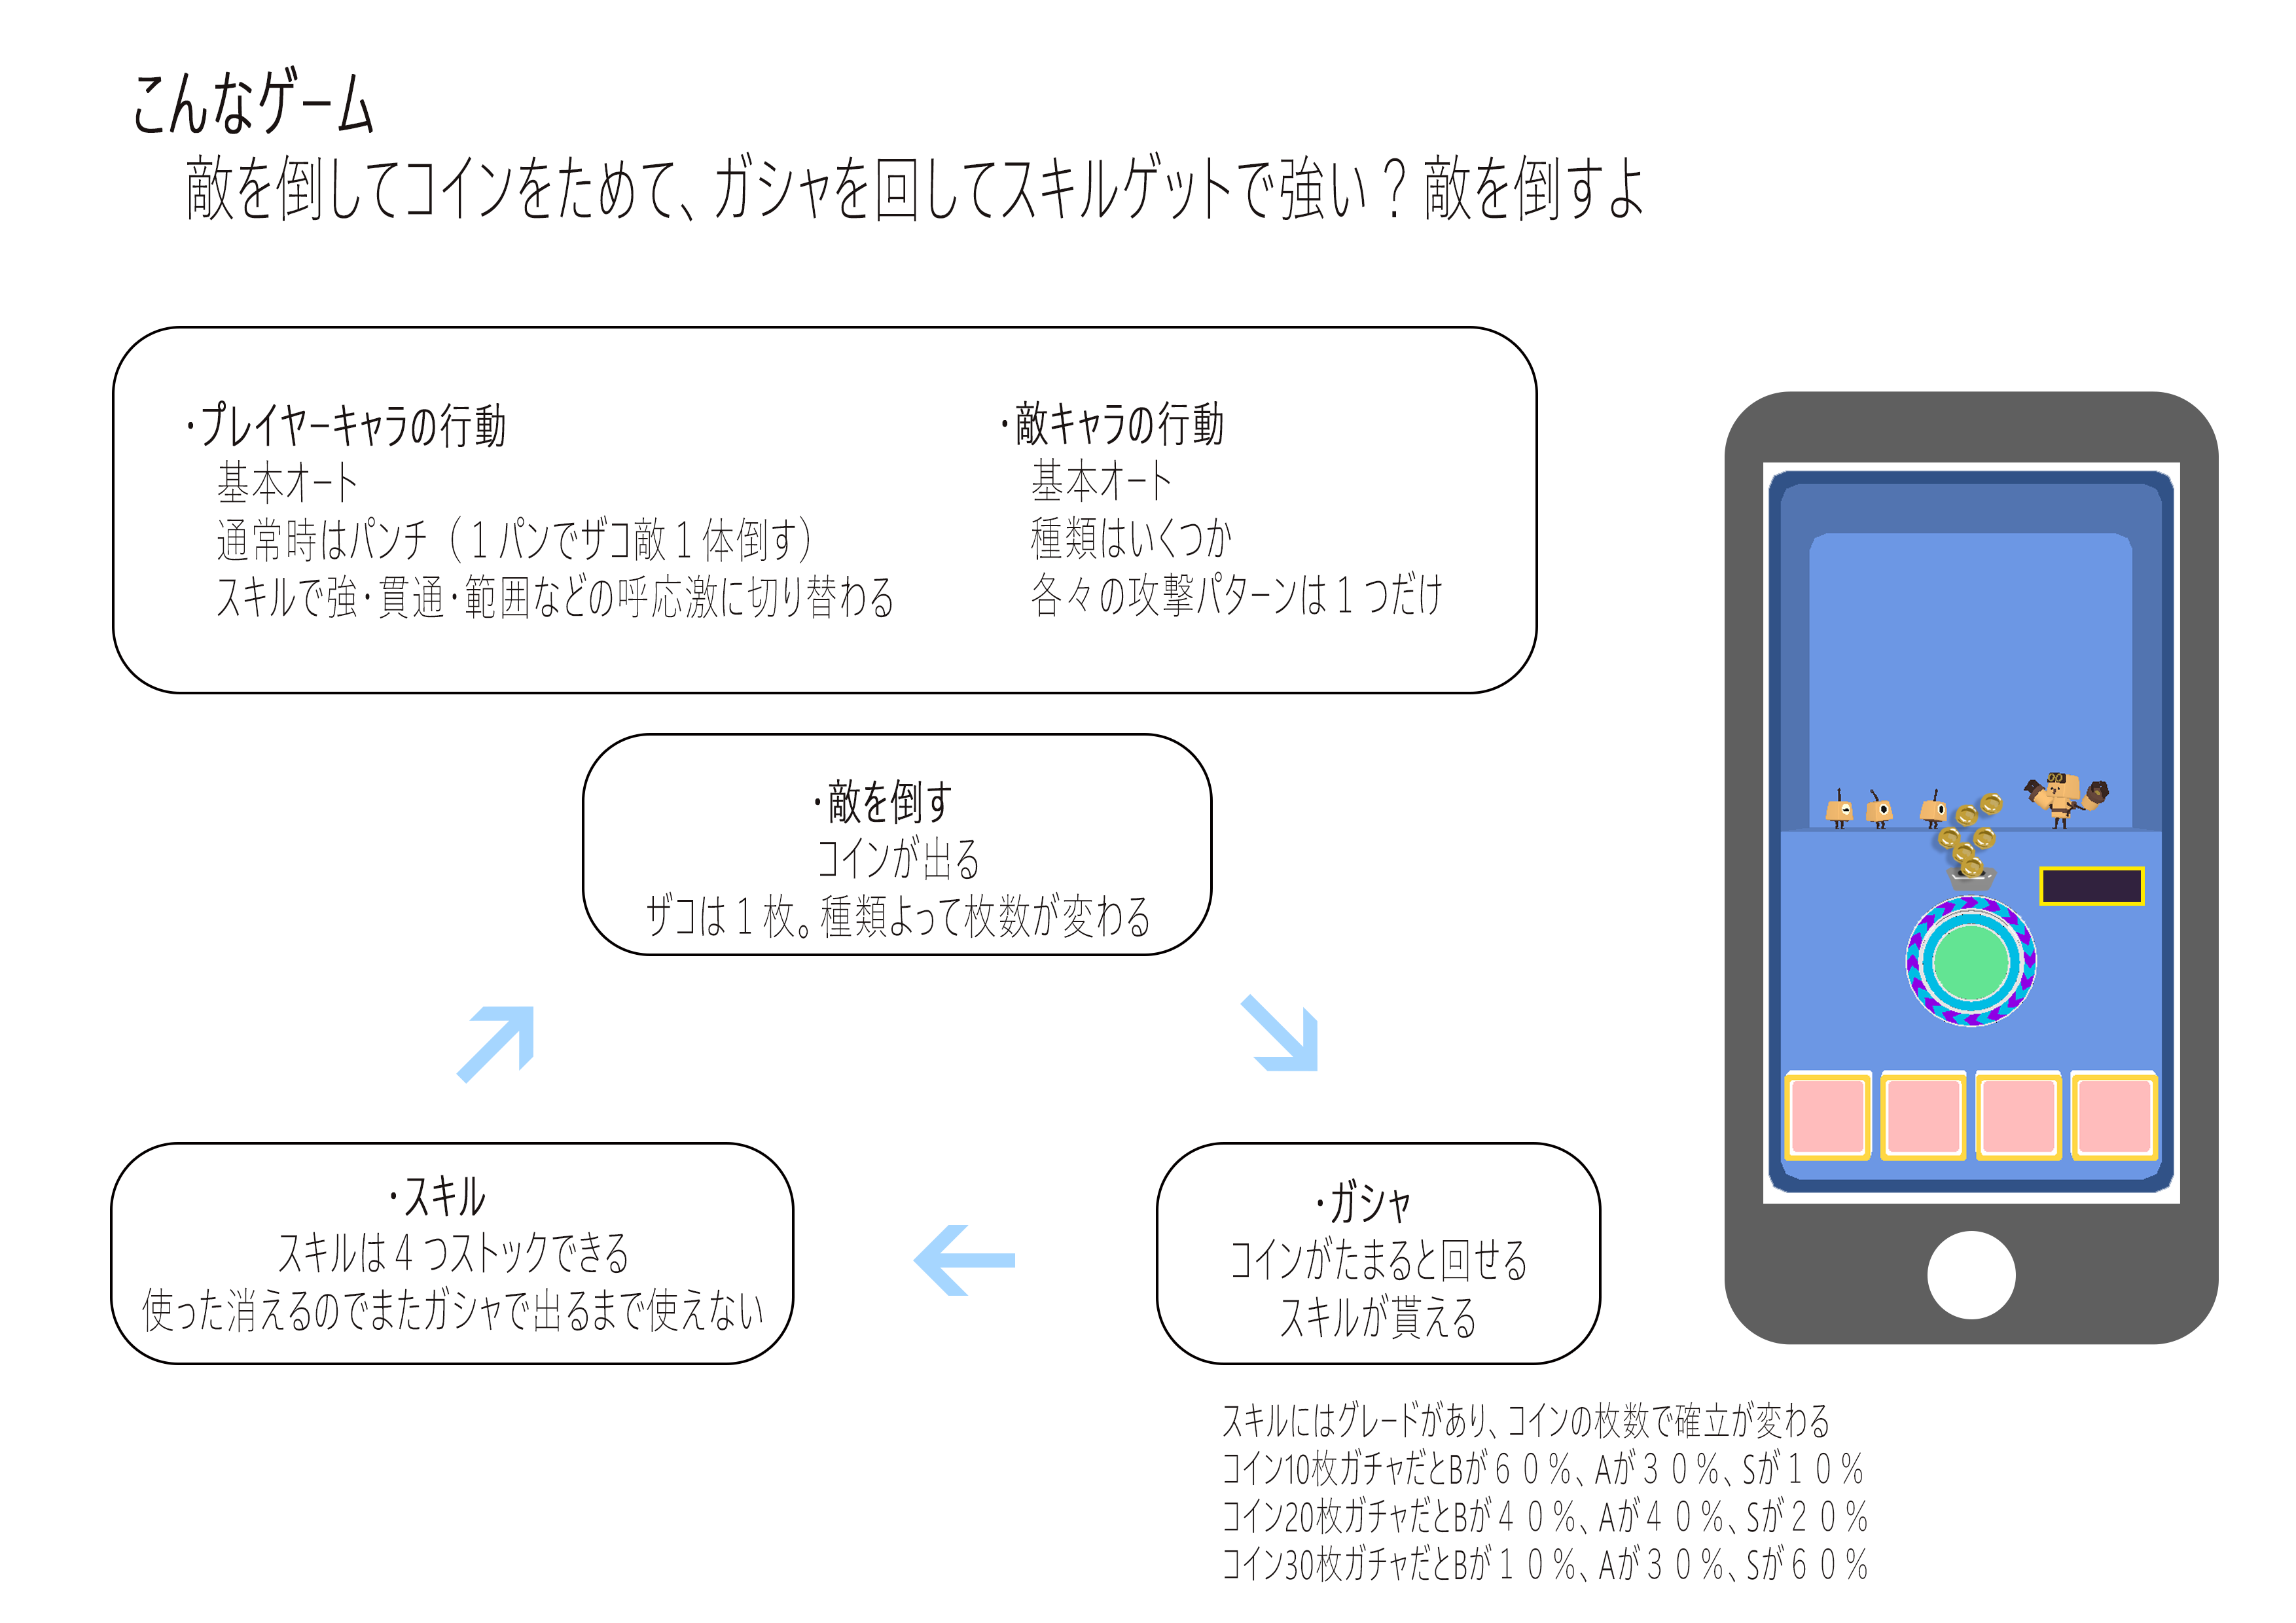 こんなゲーム
敵を倒してコインをためて、ガシャを回してスキルゲットで強い？敵を倒すよ
・プレイヤーキャラの行動
基本オート
通常時はパンチ（１パンでザコ敵１体倒す）
スキルで強・貫通・範囲などの呼応激に切り替わる
・敵キャラの行動
基本オート
種類はいくつか
各々の攻撃パターンは１つだけ
・敵を倒す
コインが出る
ザコは１枚。種類よって枚数が変わる
・スキル
スキルは４つストックできる
使った消えるのでまたガシャで出るまで使えない
・ガシャ
コインがたまると回せる
スキルが貰える
スキルにはグレードがあり、コインの枚数で確立が変わる
コイン10枚ガチャだとBが６０％、Aが３０％、Sが１０％
コイン20枚ガチャだとBが４０％、Aが４０％、Sが２０％
コイン30枚ガチャだとBが１０％、Aが３０％、Sが６０％